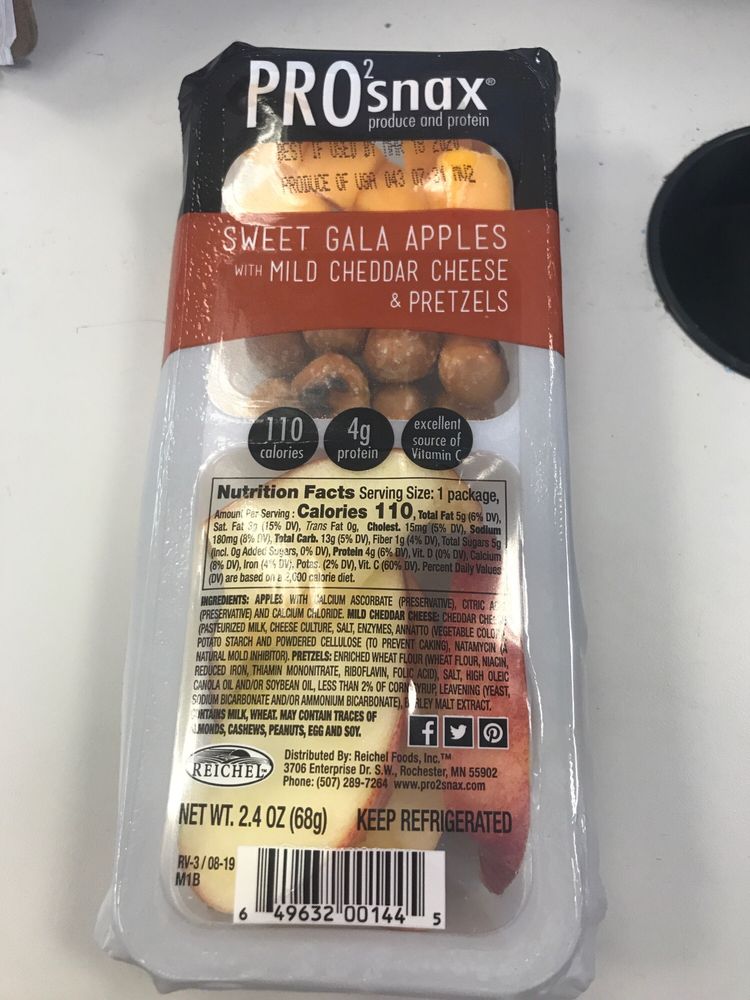 PRO²snax®
produce and protein
BEST IF USED BY MAR 13 2020
PRODUCE OF USA 043 07:31 MW2
SWEET GALA APPLES
WITH MILD CHEDDAR CHEESE
& PRETZELS
110 calories
4g protein
excellent source of Vitamin C
Nutrition Facts Serving Size: 1 package,
Amount Per Serving : Calories 110, Total Fat 5g (6% DV),
Sat. Fat 3g (15% DV), Trans Fat 0g, Cholest. 15mg (5% DV), Sodium
180mg (8% DV), Total Carb. 13g (5% DV), Fiber 1g (4% DV), Total Sugars 5g
(Incl. 0g Added Sugars, 0% DV), Protein 4g (6% DV), Vit. D (0% DV), Calcium
(8% DV), Iron (4% DV), Potas. (2% DV), Vit. C (60% DV). Percent Daily Values
(DV) are based on a 2,000 calorie diet.
INGREDIENTS: APPLES WITH CALCIUM ASCORBATE (PRESERVATIVE), CITRIC
(PRESERVATIVE) AND CALCIUM CHLORIDE. MILD CHEDDAR CHEESE: CHEDDAR
(PASTEURIZED MILK, CHEESE CULTURE, SALT, ENZYMES, ANNATTO (VEGETABLE
POTATO STARCH AND POWDERED CELLULOSE (TO PREVENT CAKING), NATAMYCIN (A
NATURAL MOLD INHIBITOR). PRETZELS: ENRICHED WHEAT FLOUR (WHEAT FLOUR, NIACIN,
REDUCED IRON, THIAMIN MONONITRATE, RIBOFLAVIN, FOLIC ACID), SALT, HIGH OLEIC
CANOLA OIL AND/OR SOYBEAN OIL, LESS THAN 2% OF CORN SYRUP, LEAVENING (YEAST,
SODIUM BICARBONATE AND/OR AMMONIUM BICARBONATE), BARLEY MALT EXTRACT.
CONTAINS MILK, WHEAT. MAY CONTAIN TRACES OF
ALMONDS, CASHEWS, PEANUTS, EGG AND SOY.
REICHEL™
Distributed By: Reichel Foods, Inc.™
3706 Enterprise Dr. S.W., Rochester, MN 55902
Phone: (507) 289-7264 www.pro2snax.com
NET WT. 2.4 OZ (68g) KEEP REFRIGERATED
RV-3 / 08-19
M1B
6 49632 00144 5